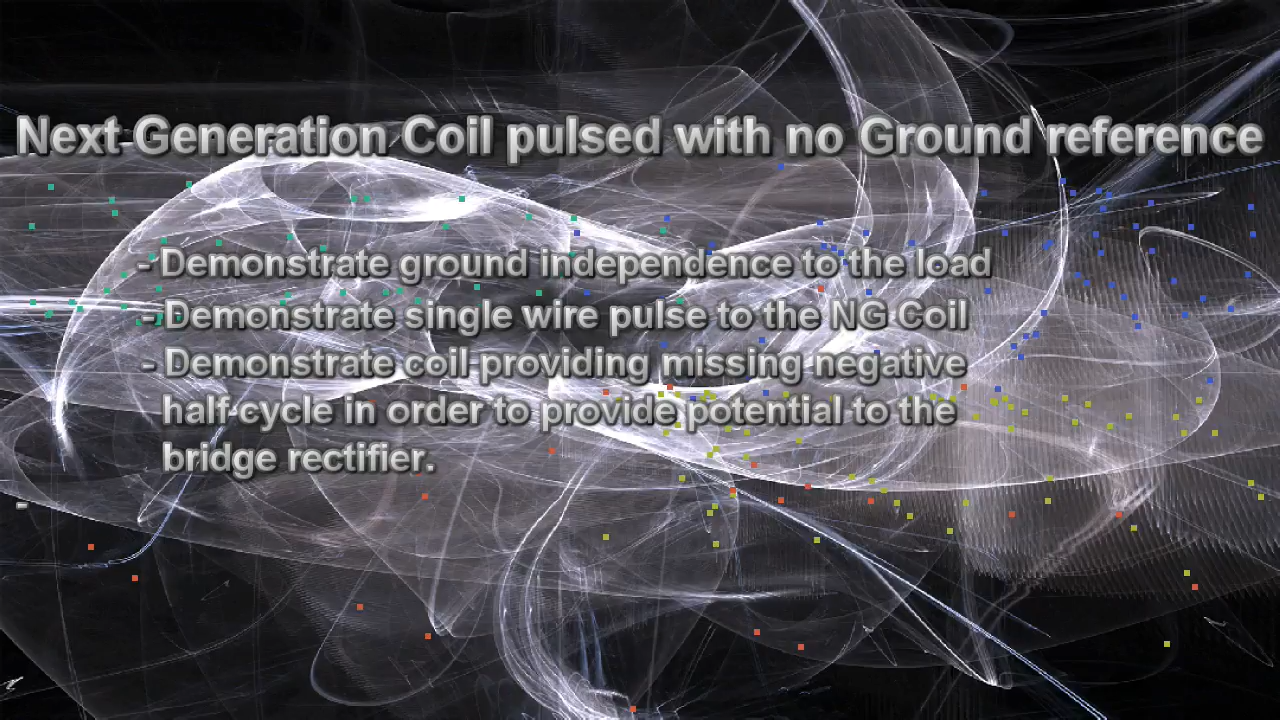 Next Generation Coil pulsed with no Ground reference
- Demonstrate ground independence to the load
- Demonstrate single wire pulse to the NG Coil
- Demonstrate coil providing missing negative
half cycle in order to provide potential to the
bridge rectifier.
-